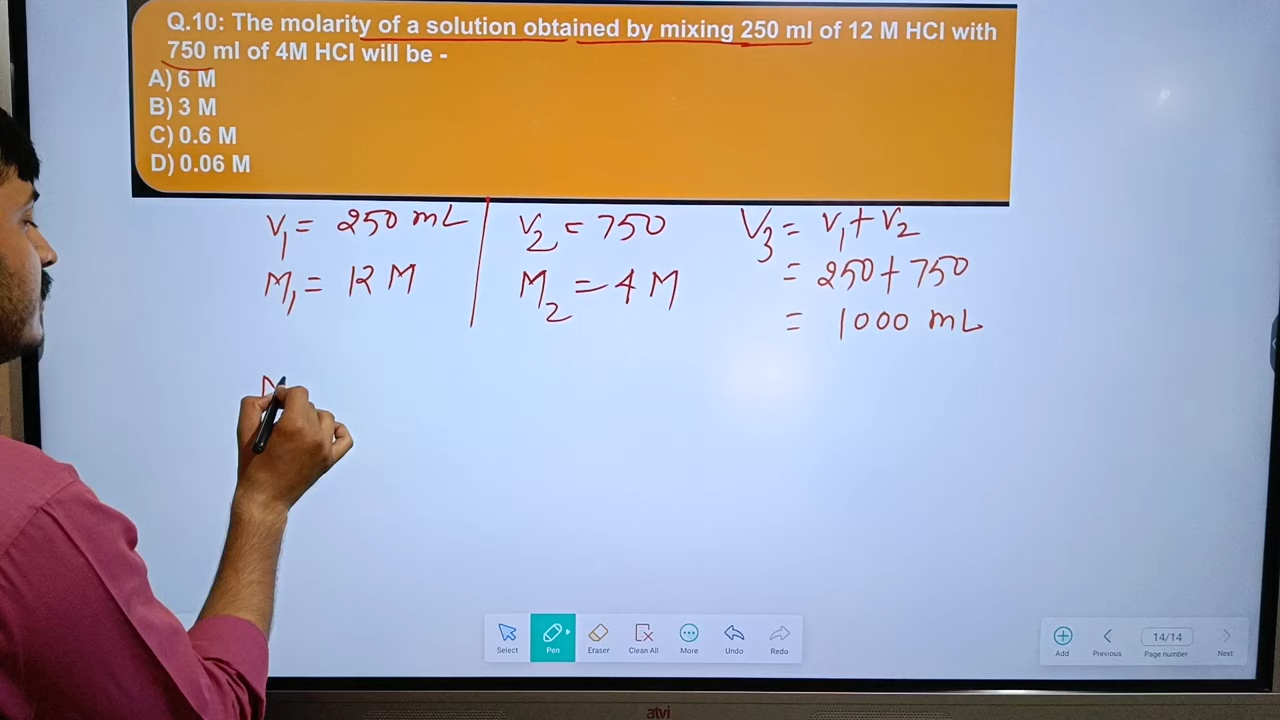 Q.10: The molarity of a solution obtained by mixing 250 ml of 12 M HCl with
750 ml of 4M HCl will be -
A) 6 M
B) 3 M
C) 0.6 M
D) 0.06 M
V1 = 250 mL
M1 = 12 M
V2 = 750
M2 = 4 M
V3 = V1 + V2
= 250 + 750
= 1000 mL
Select
Pen
Eraser
Clean All
More
Undo
Redo
Add
Previous
14/14
Page number
Next
atvi